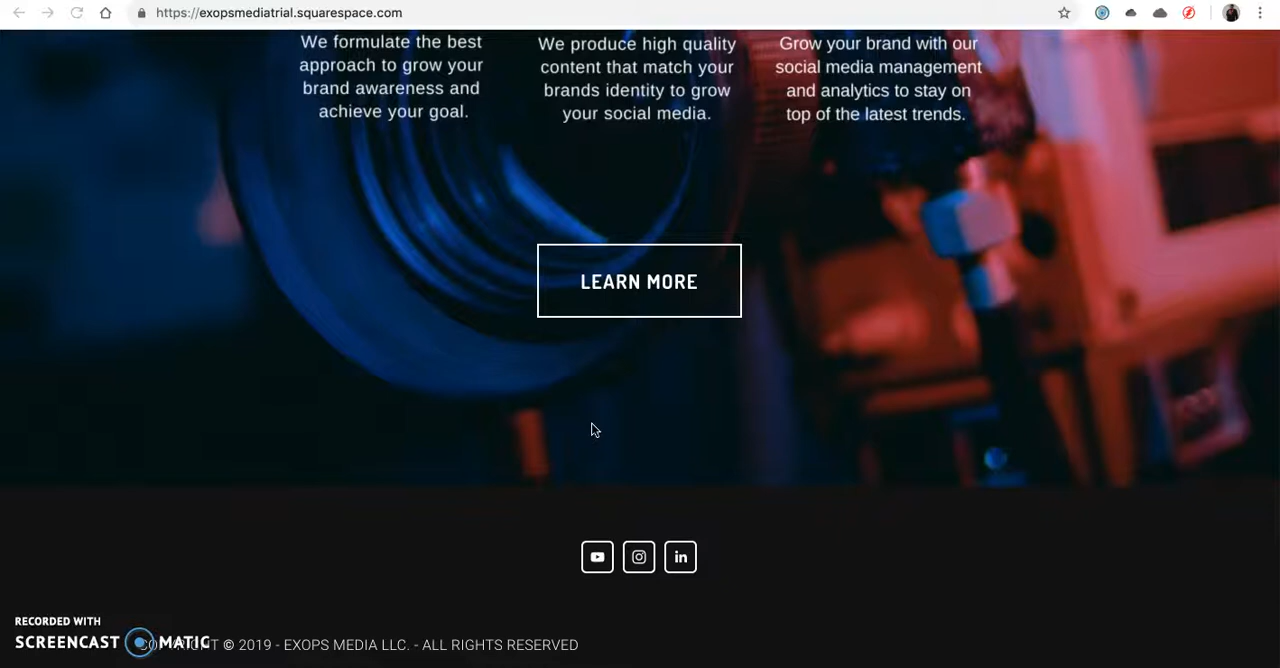 https://exopsmediatrial.squarespace.com
We formulate the best
approach to grow your
brand awareness and
achieve your goal.
We produce high quality
content that match your
brands identity to grow
your social media.
Grow your brand with our
social media management
and analytics to stay on
top of the latest trends.
LEARN MORE
in
RECORDED WITH
SCREENCAST MATIC
COPYRIGHT © 2019 - EXOPS MEDIA LLC. - ALL RIGHTS RESERVED